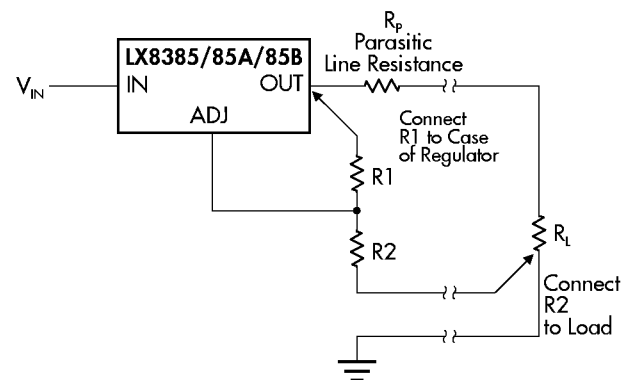 R_P
Parasitic
Line Resistance
LX8385/85A/85B
V_IN
IN
OUT
ADJ
Connect
R1 to Case
of Regulator
R1
R2
R_L
Connect
R2
to Load